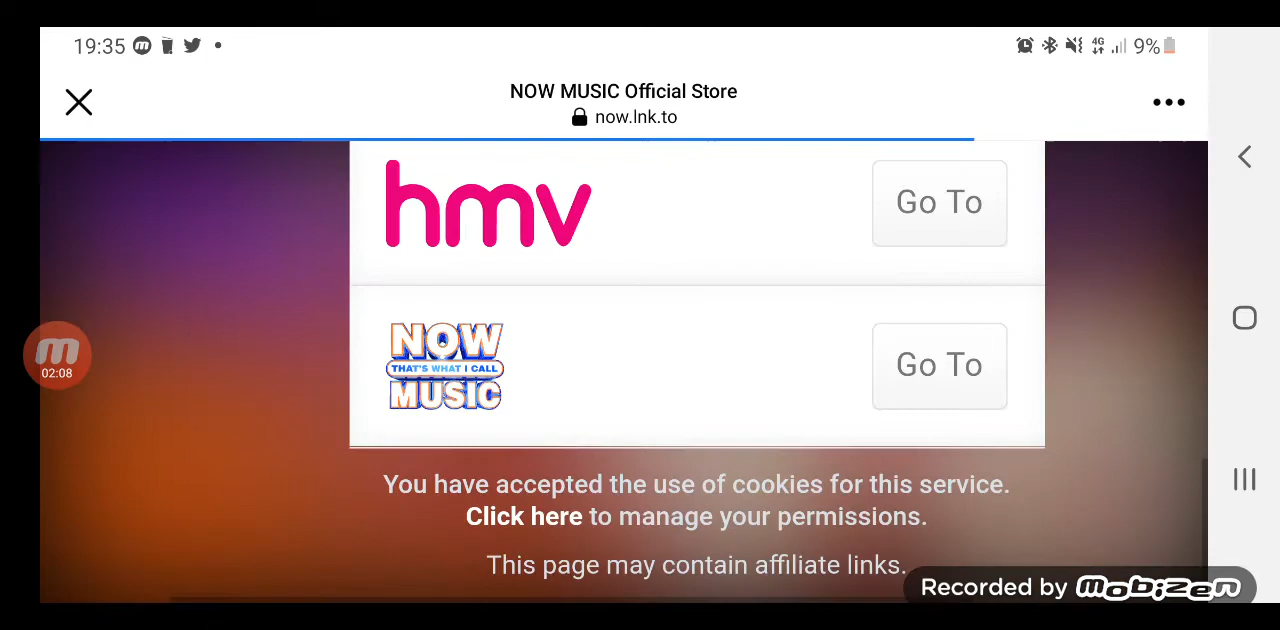 19:35
4G
9%
NOW MUSIC Official Store
now.lnk.to
hmv
Go To
NOW
THAT'S WHAT I CALL
MUSIC
Go To
02:08
You have accepted the use of cookies for this service.
Click here to manage your permissions.
This page may contain affiliate links.
Recorded by mobizen